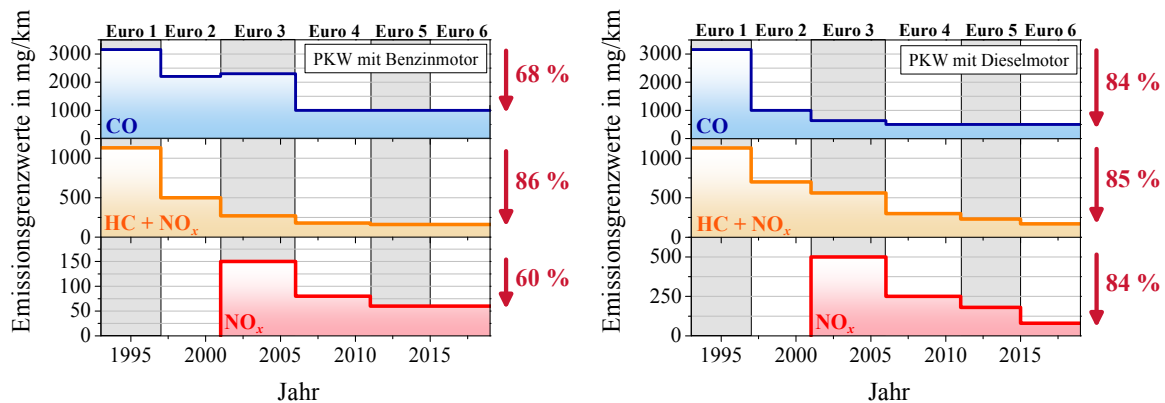 Euro 1 Euro 2 Euro 3 Euro 4 Euro 5 Euro 6
Emissionsgrenzwerte in mg/km
3000
2000
1000
0
PKW mit Benzinmotor
CO
68 %
1000
500
0
HC + NOx
86 %
150
100
50
0
NOx
60 %
1995 2000 2005 2010 2015
Jahr
Euro 1 Euro 2 Euro 3 Euro 4 Euro 5 Euro 6
Emissionsgrenzwerte in mg/km
3000
2000
1000
0
PKW mit Dieselmotor
CO
84 %
1000
500
0
HC + NOx
85 %
500
250
0
NOx
84 %
1995 2000 2005 2010 2015
Jahr